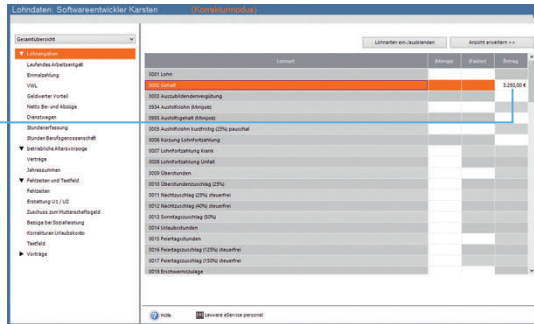 Lohndaten: Softwareentwickler Karsten (Korrekturmodus)
Gesamtübersicht
Lohnarten ein-/ausblenden
Ansicht erweitern >>
Lohnangaben
Laufendes Arbeitsentgelt
Einmalzahlung
VWL
Geldwerter Vorteil
Netto Be- und Abzüge
Dienstwagen
Stundenerfassung
Stunden Berufsgenossenschaft
betriebliche Altersvorsorge
Verträge
Jahressummen
Fehlzeiten und Textfeld
Fehlzeiten
Erstattung U1 / U2
Zuschuss zum Mutterschaftsgeld
Bezüge bei Sozialleistung
Korrekturen Urlaubskonto
Textfeld
Vorträge
Lohnart (Menge) (Faktor) Betrag
0001 Lohn
0002 Gehalt 3.250,00 €
0003 Auszubildendenvergütung
0904 Aushilfslohn (Minijob)
0905 Aushilfsgehalt (Minijob)
0005 Aushilfslohn kurzfristig (25%) pauschal
0006 Kürzung Lohnfortzahlung
0007 Lohnfortzahlung Krank
0008 Lohnfortzahlung Unfall
0009 Überstunden
0010 Überstundenzuschlag (25%)
0011 Nachtzuschlag (25%) steuerfrei
0012 Nachtzuschlag (40%) steuerfrei
0013 Sonntagszuschlag (50%)
0014 Urlaubsstunden
0015 Feiertagsstunden
0016 Feiertagszuschlag (125%) steuerfrei
0017 Feiertagszuschlag (150%) steuerfrei
0019 Erschwerniszulage
Hilfe
Lexware eService personal